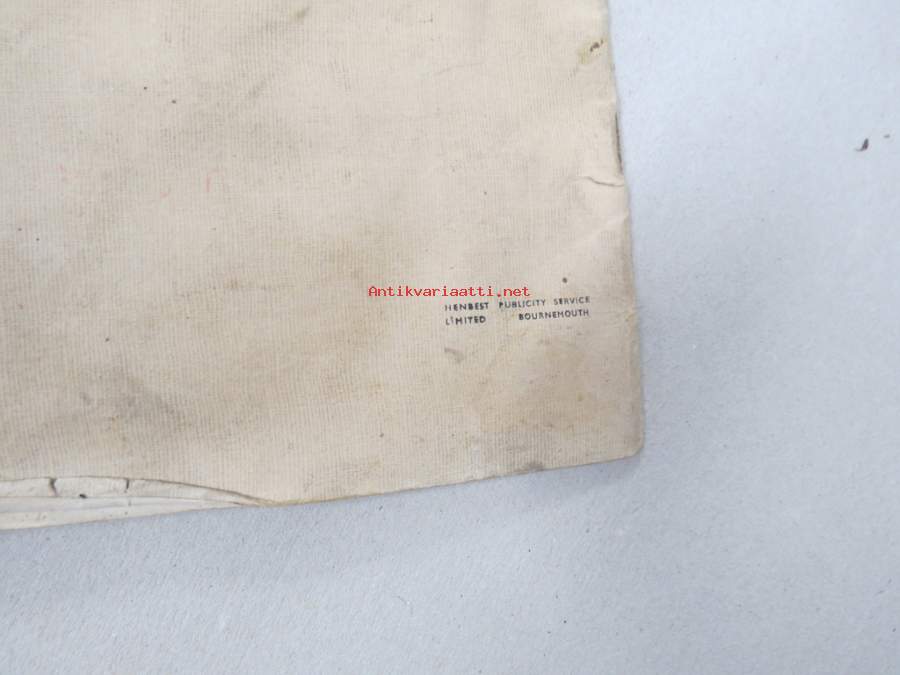 Antikvariaatti.net
HENBEST PUBLICITY SERVICE
LIMITED BOURNEMOUTH